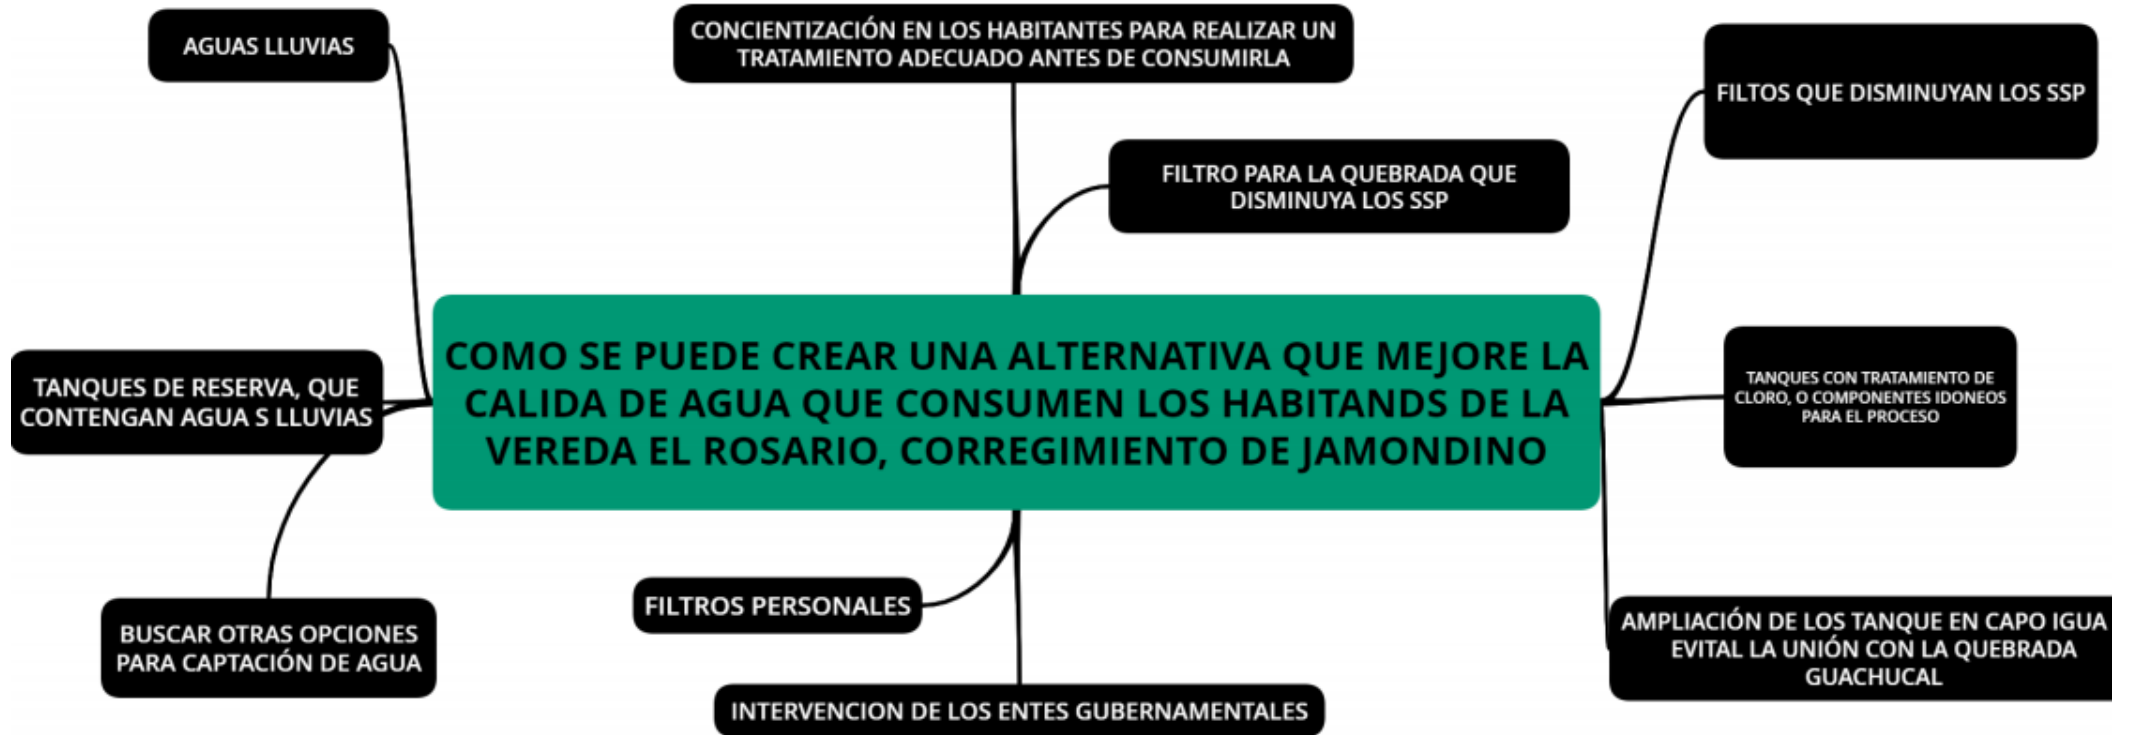 AGUAS LLUVIAS
CONCIENTIZACIÓN EN LOS HABITANTES PARA REALIZAR UN
TRATAMIENTO ADECUADO ANTES DE CONSUMIRLA
FILTOS QUE DISMINUYAN LOS SSP
FILTRO PARA LA QUEBRADA QUE
DISMINUYA LOS SSP
COMO SE PUEDE CREAR UNA ALTERNATIVA QUE MEJORE LA
CALIDA DE AGUA QUE CONSUMEN LOS HABITANDS DE LA
VEREDA EL ROSARIO, CORREGIMIENTO DE JAMONDINO
TANQUES DE RESERVA, QUE
CONTENGAN AGUA S LLUVIAS
TANQUES CON TRATAMIENTO DE
CLORO, O COMPONENTES IDONEOS
PARA EL PROCESO
BUSCAR OTRAS OPCIONES
PARA CAPTACIÓN DE AGUA
FILTROS PERSONALES
AMPLIACIÓN DE LOS TANQUE EN CAPO IGUA
EVITAL LA UNIÓN CON LA QUEBRADA
GUACHUCAL
INTERVENCION DE LOS ENTES GUBERNAMENTALES